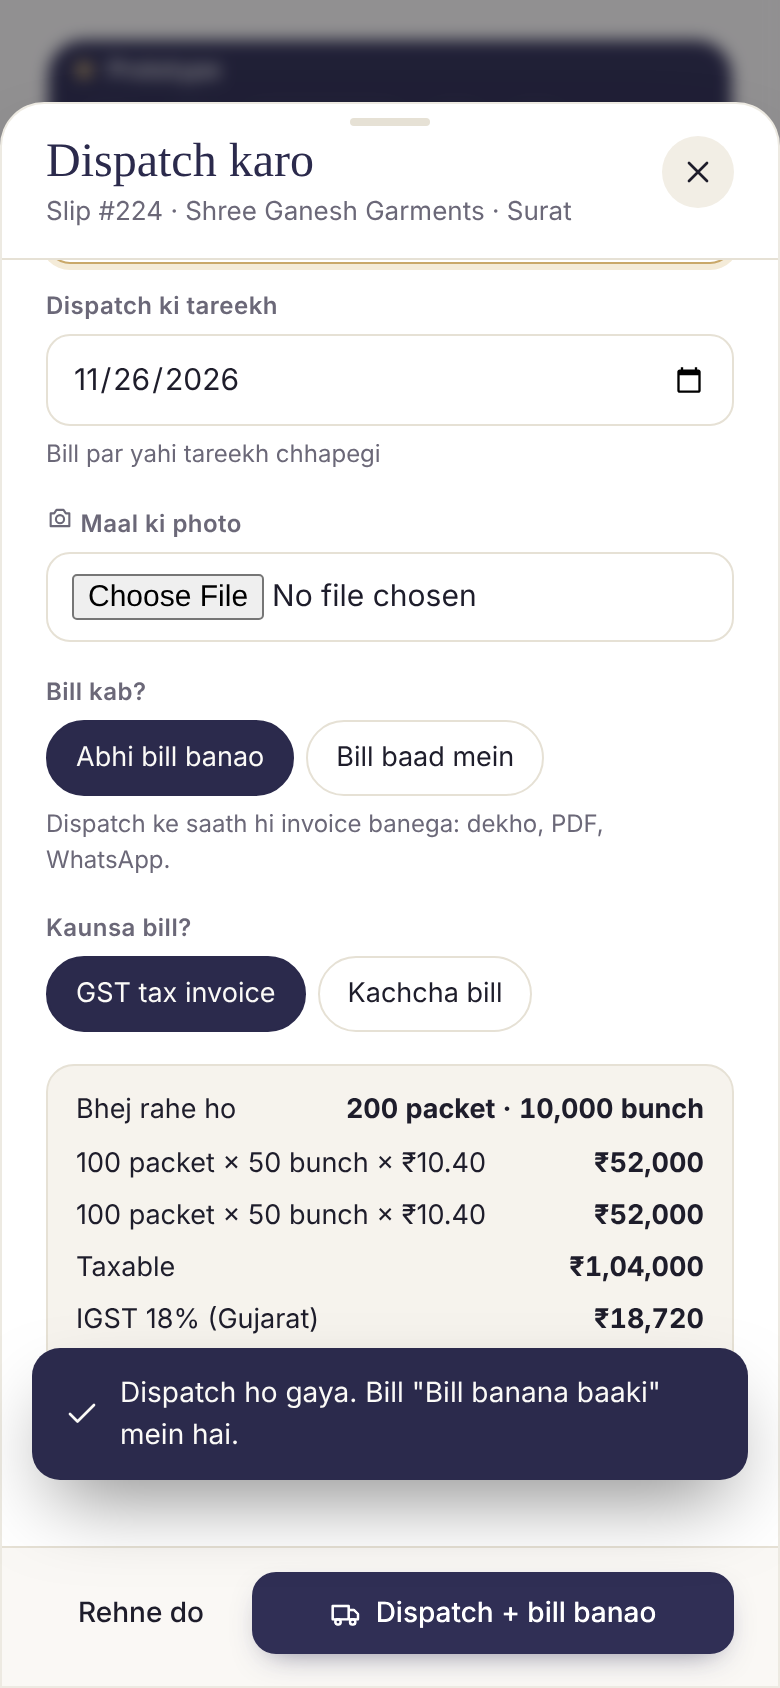 Prototype
Dispatch karo
Slip #224 · Shree Ganesh Garments · Surat
Dispatch ki tareekh
11/26/2026
Bill par yahi tareekh chhapegi
Maal ki photo
Choose File No file chosen
Bill kab?
Abhi bill banao Bill baad mein
Dispatch ke saath hi invoice banega: dekho, PDF,
WhatsApp.
Kaunsa bill?
GST tax invoice Kachcha bill
Bhej rahe ho 200 packet · 10,000 bunch
100 packet × 50 bunch × ₹10.40 ₹52,000
100 packet × 50 bunch × ₹10.40 ₹52,000
Taxable ₹1,04,000
IGST 18% (Gujarat) ₹18,720
Dispatch ho gaya. Bill "Bill banana baaki"
mein hai.
Rehne do Dispatch + bill banao